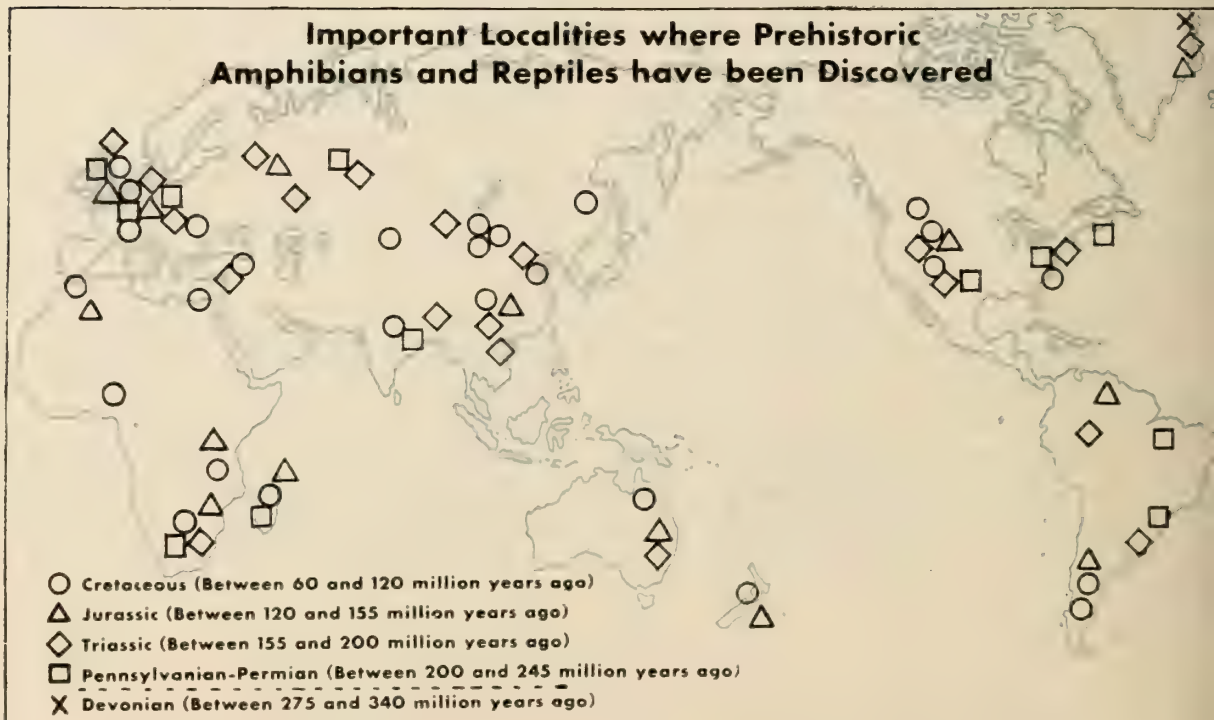 Important Localities where Prehistoric
Amphibians and Reptiles have been Discovered
Cretaceous (Between 60 and 120 million years ago)
Jurassic (Between 120 and 155 million years ago)
Triassic (Between 155 and 200 million years ago)
Pennsylvanian-Permian (Between 200 and 245 million years ago)
Devonian (Between 275 and 340 million years ago)